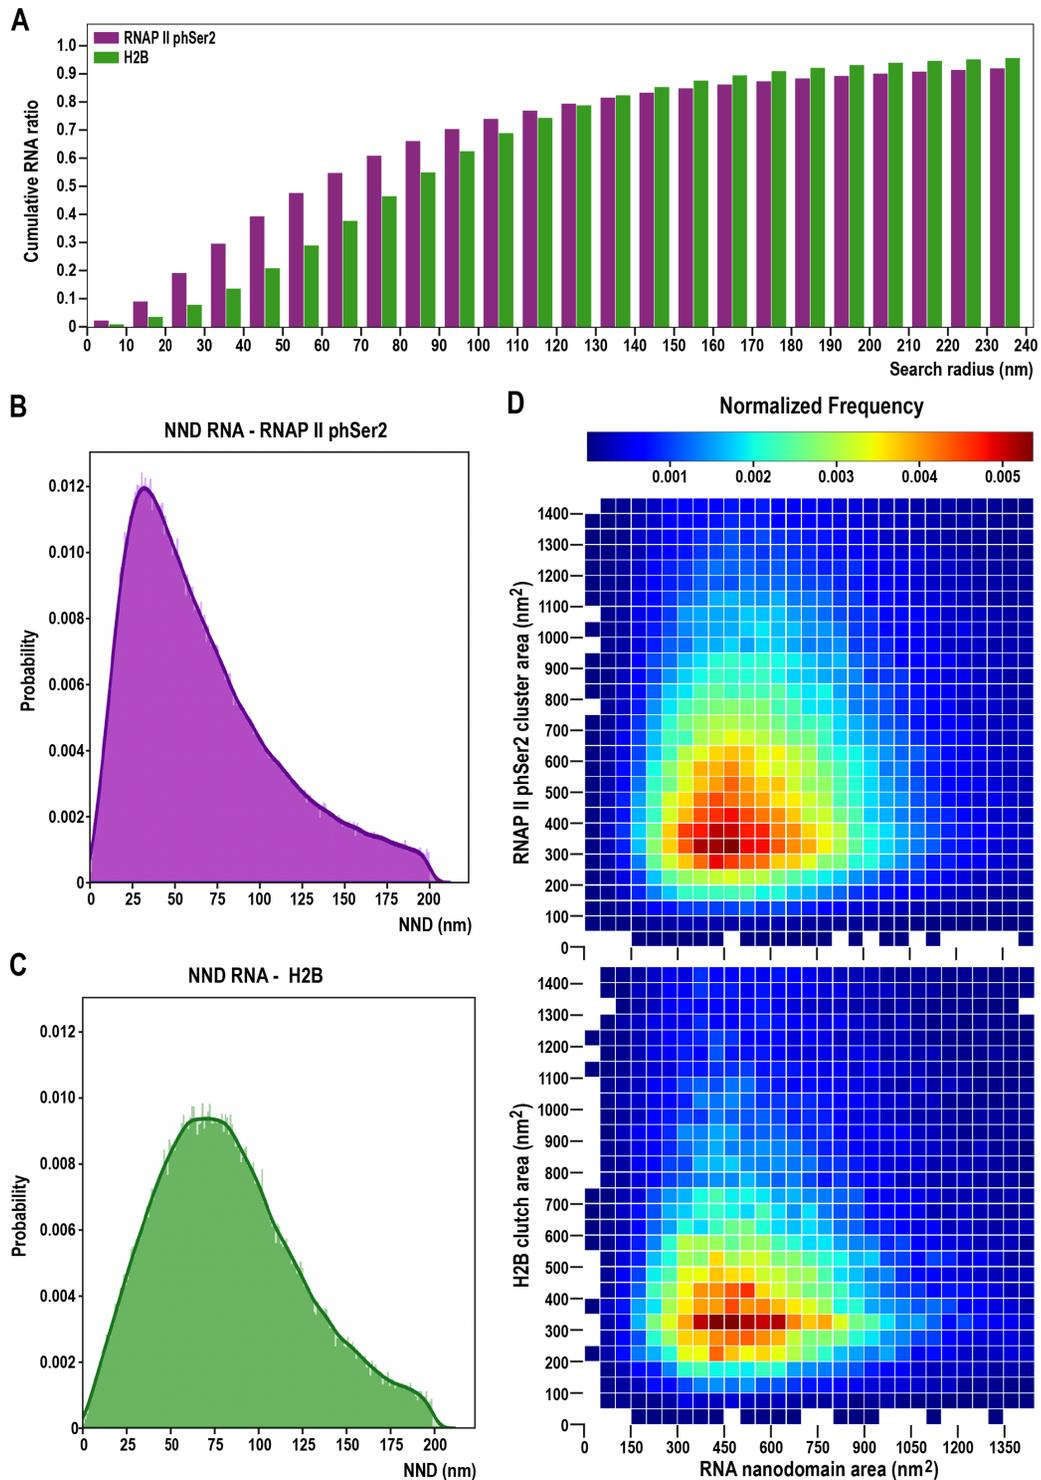 A
RNAP II phSer2
H2B
Cumulative RNA ratio
1.0
0.9
0.8
0.7
0.6
0.5
0.4
0.3
0.2
0.1
0
0 10 20 30 40 50 60 70 80 90 100 110 120 130 140 150 160 170 180 190 200 210 220 230 240
Search radius (nm)
B
NND RNA - RNAP II phSer2
Probability
0.012
0.010
0.008
0.006
0.004
0.002
0
0 25 50 75 100 125 150 175 200
NND (nm)
C
NND RNA - H2B
Probability
0.012
0.010
0.008
0.006
0.004
0.002
0
0 25 50 75 100 125 150 175 200
NND (nm)
D
Normalized Frequency
0.001 0.002 0.003 0.004 0.005
RNAP II phSer2 cluster area (nm²)
1400
1300
1200
1100
1000
900
800
700
600
500
400
300
200
100
0
H2B clutch area (nm²)
1400
1300
1200
1100
1000
900
800
700
600
500
400
300
200
100
0
0 150 300 450 600 750 900 1050 1200 1350
RNA nanodomain area (nm²)